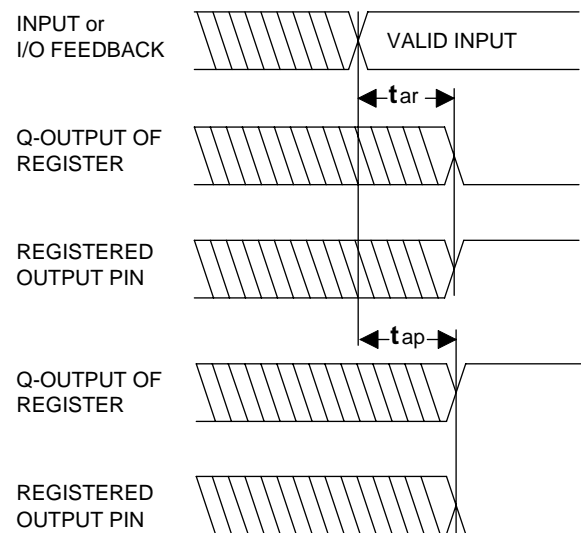 INPUT or
I/O FEEDBACK
VALID INPUT
tar
Q-OUTPUT OF
REGISTER
REGISTERED
OUTPUT PIN
tap
Q-OUTPUT OF
REGISTER
REGISTERED
OUTPUT PIN